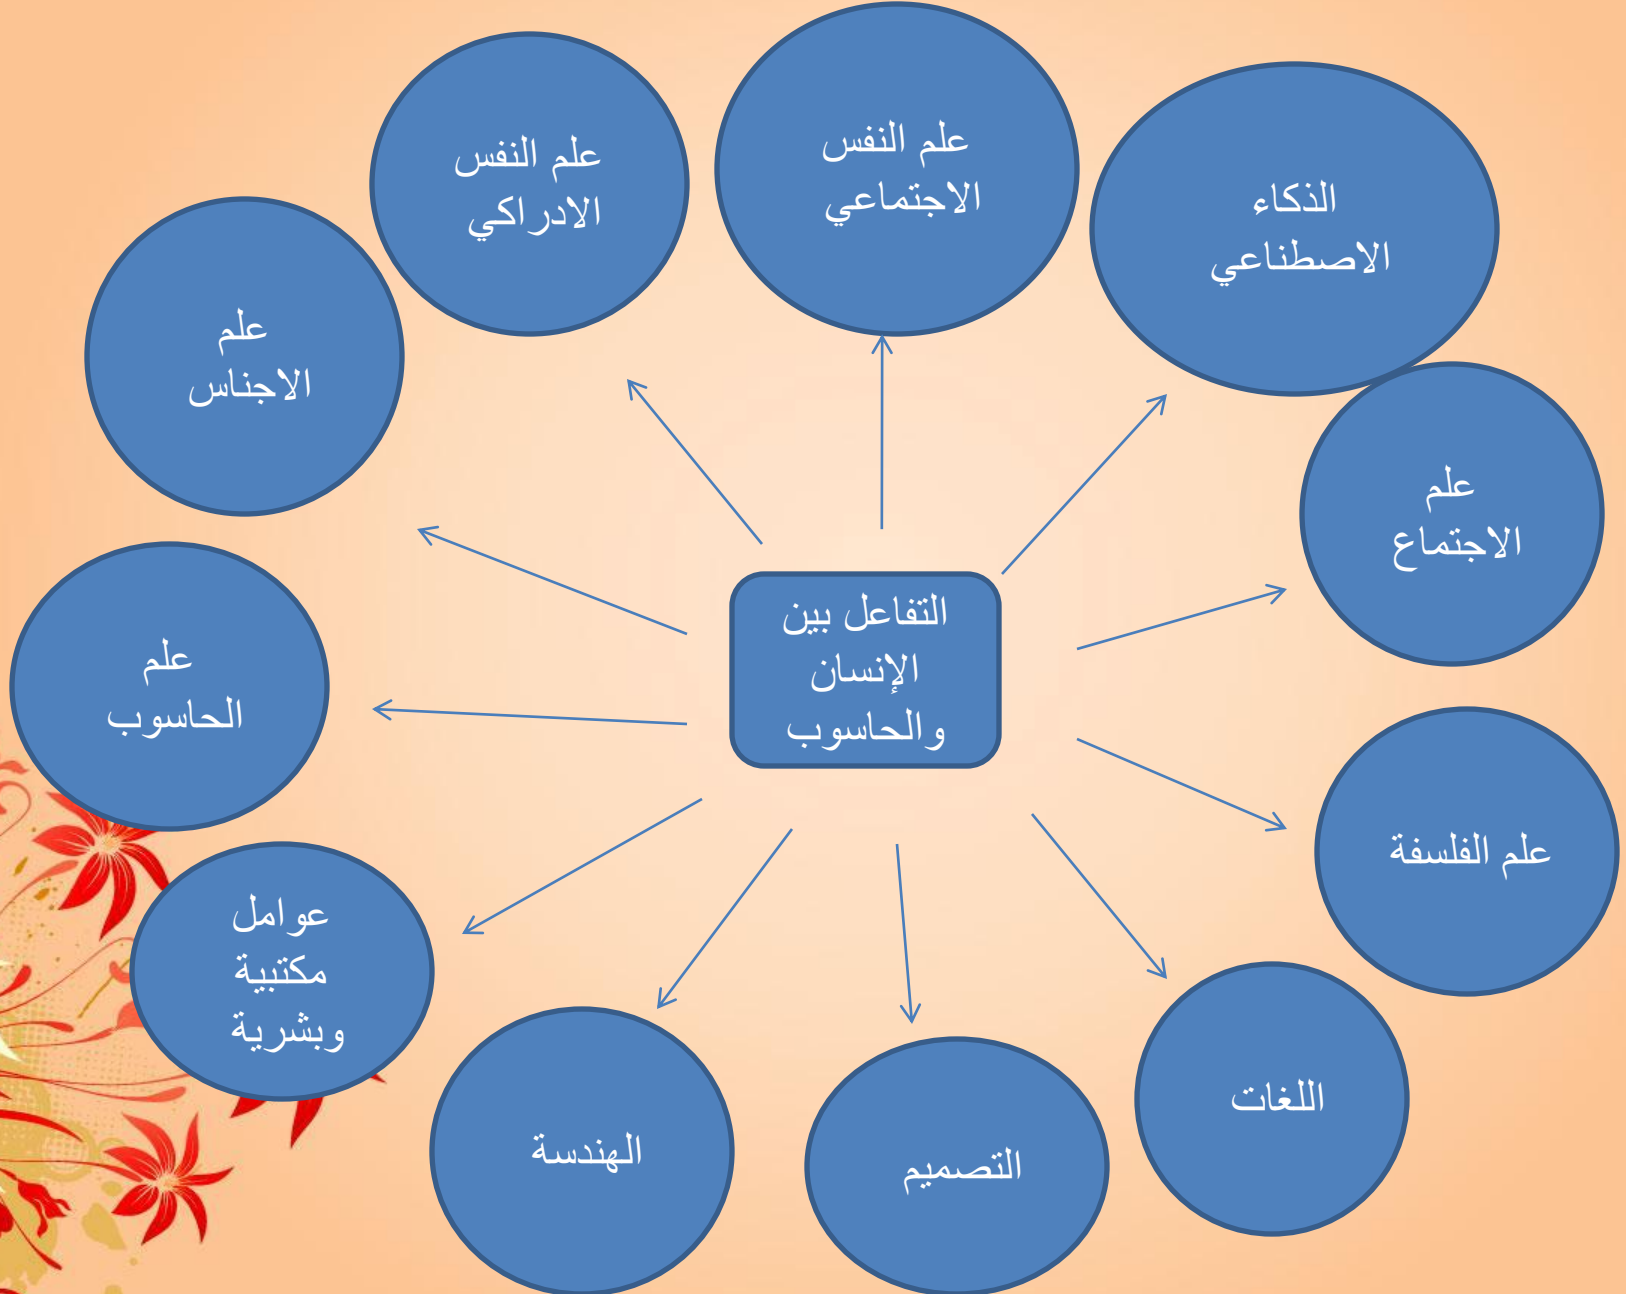 علم النفس
الاجتماعي
الذكاء
الاصطناعي
علم
الاجتماع
علم الفلسفة
اللغات
التصميم
الهندسة
عوامل
مكتبية
وبشرية
علم
الحاسوب
علم
الاجناس
علم النفس
الادراكي
التفاعل بين
الإنسان
والحاسوب